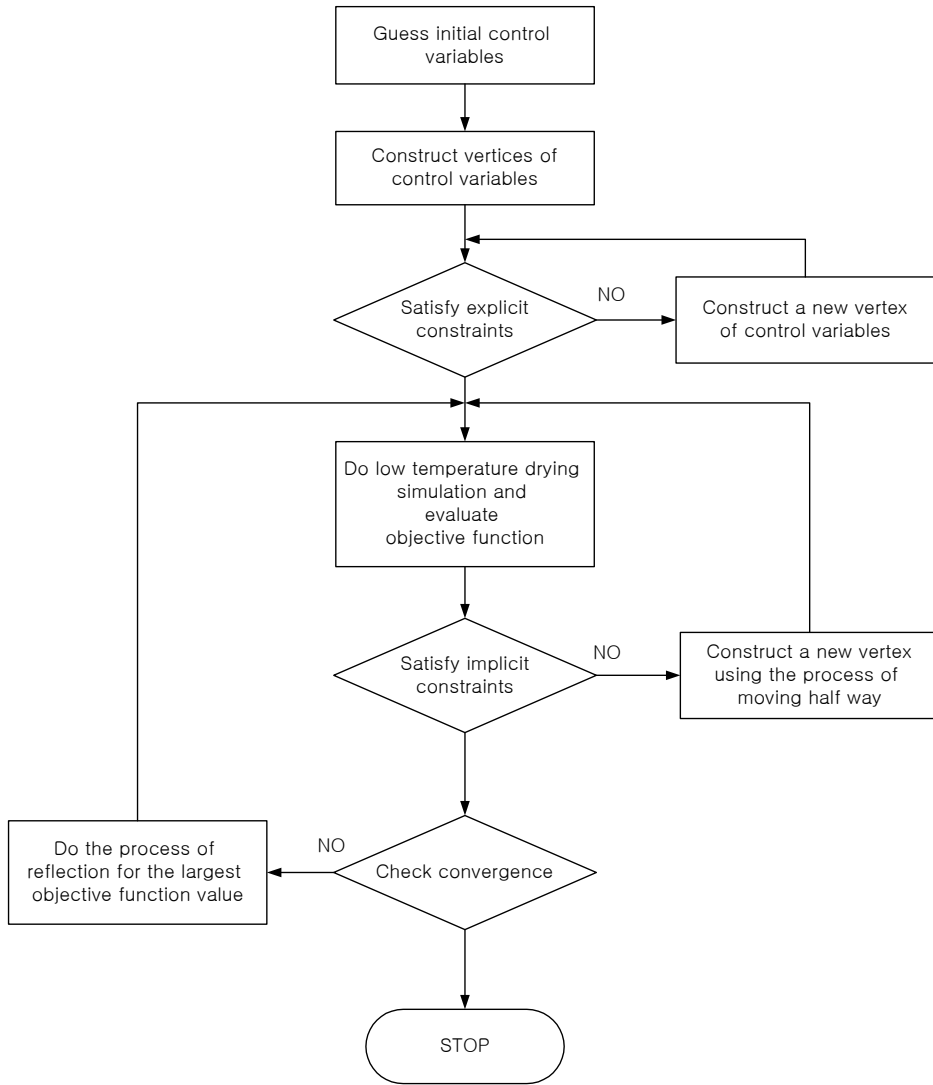 Guess initial control
variables
Construct vertices of
control variables
Satisfy explicit
constraints
NO
Construct a new vertex
of control variables
Do low temperature drying
simulation and
evaluate
objective function
Satisfy implicit
constraints
NO
Construct a new vertex
using the process of
moving half way
Check convergence
NO
Do the process of
reflection for the largest
objective function value
STOP